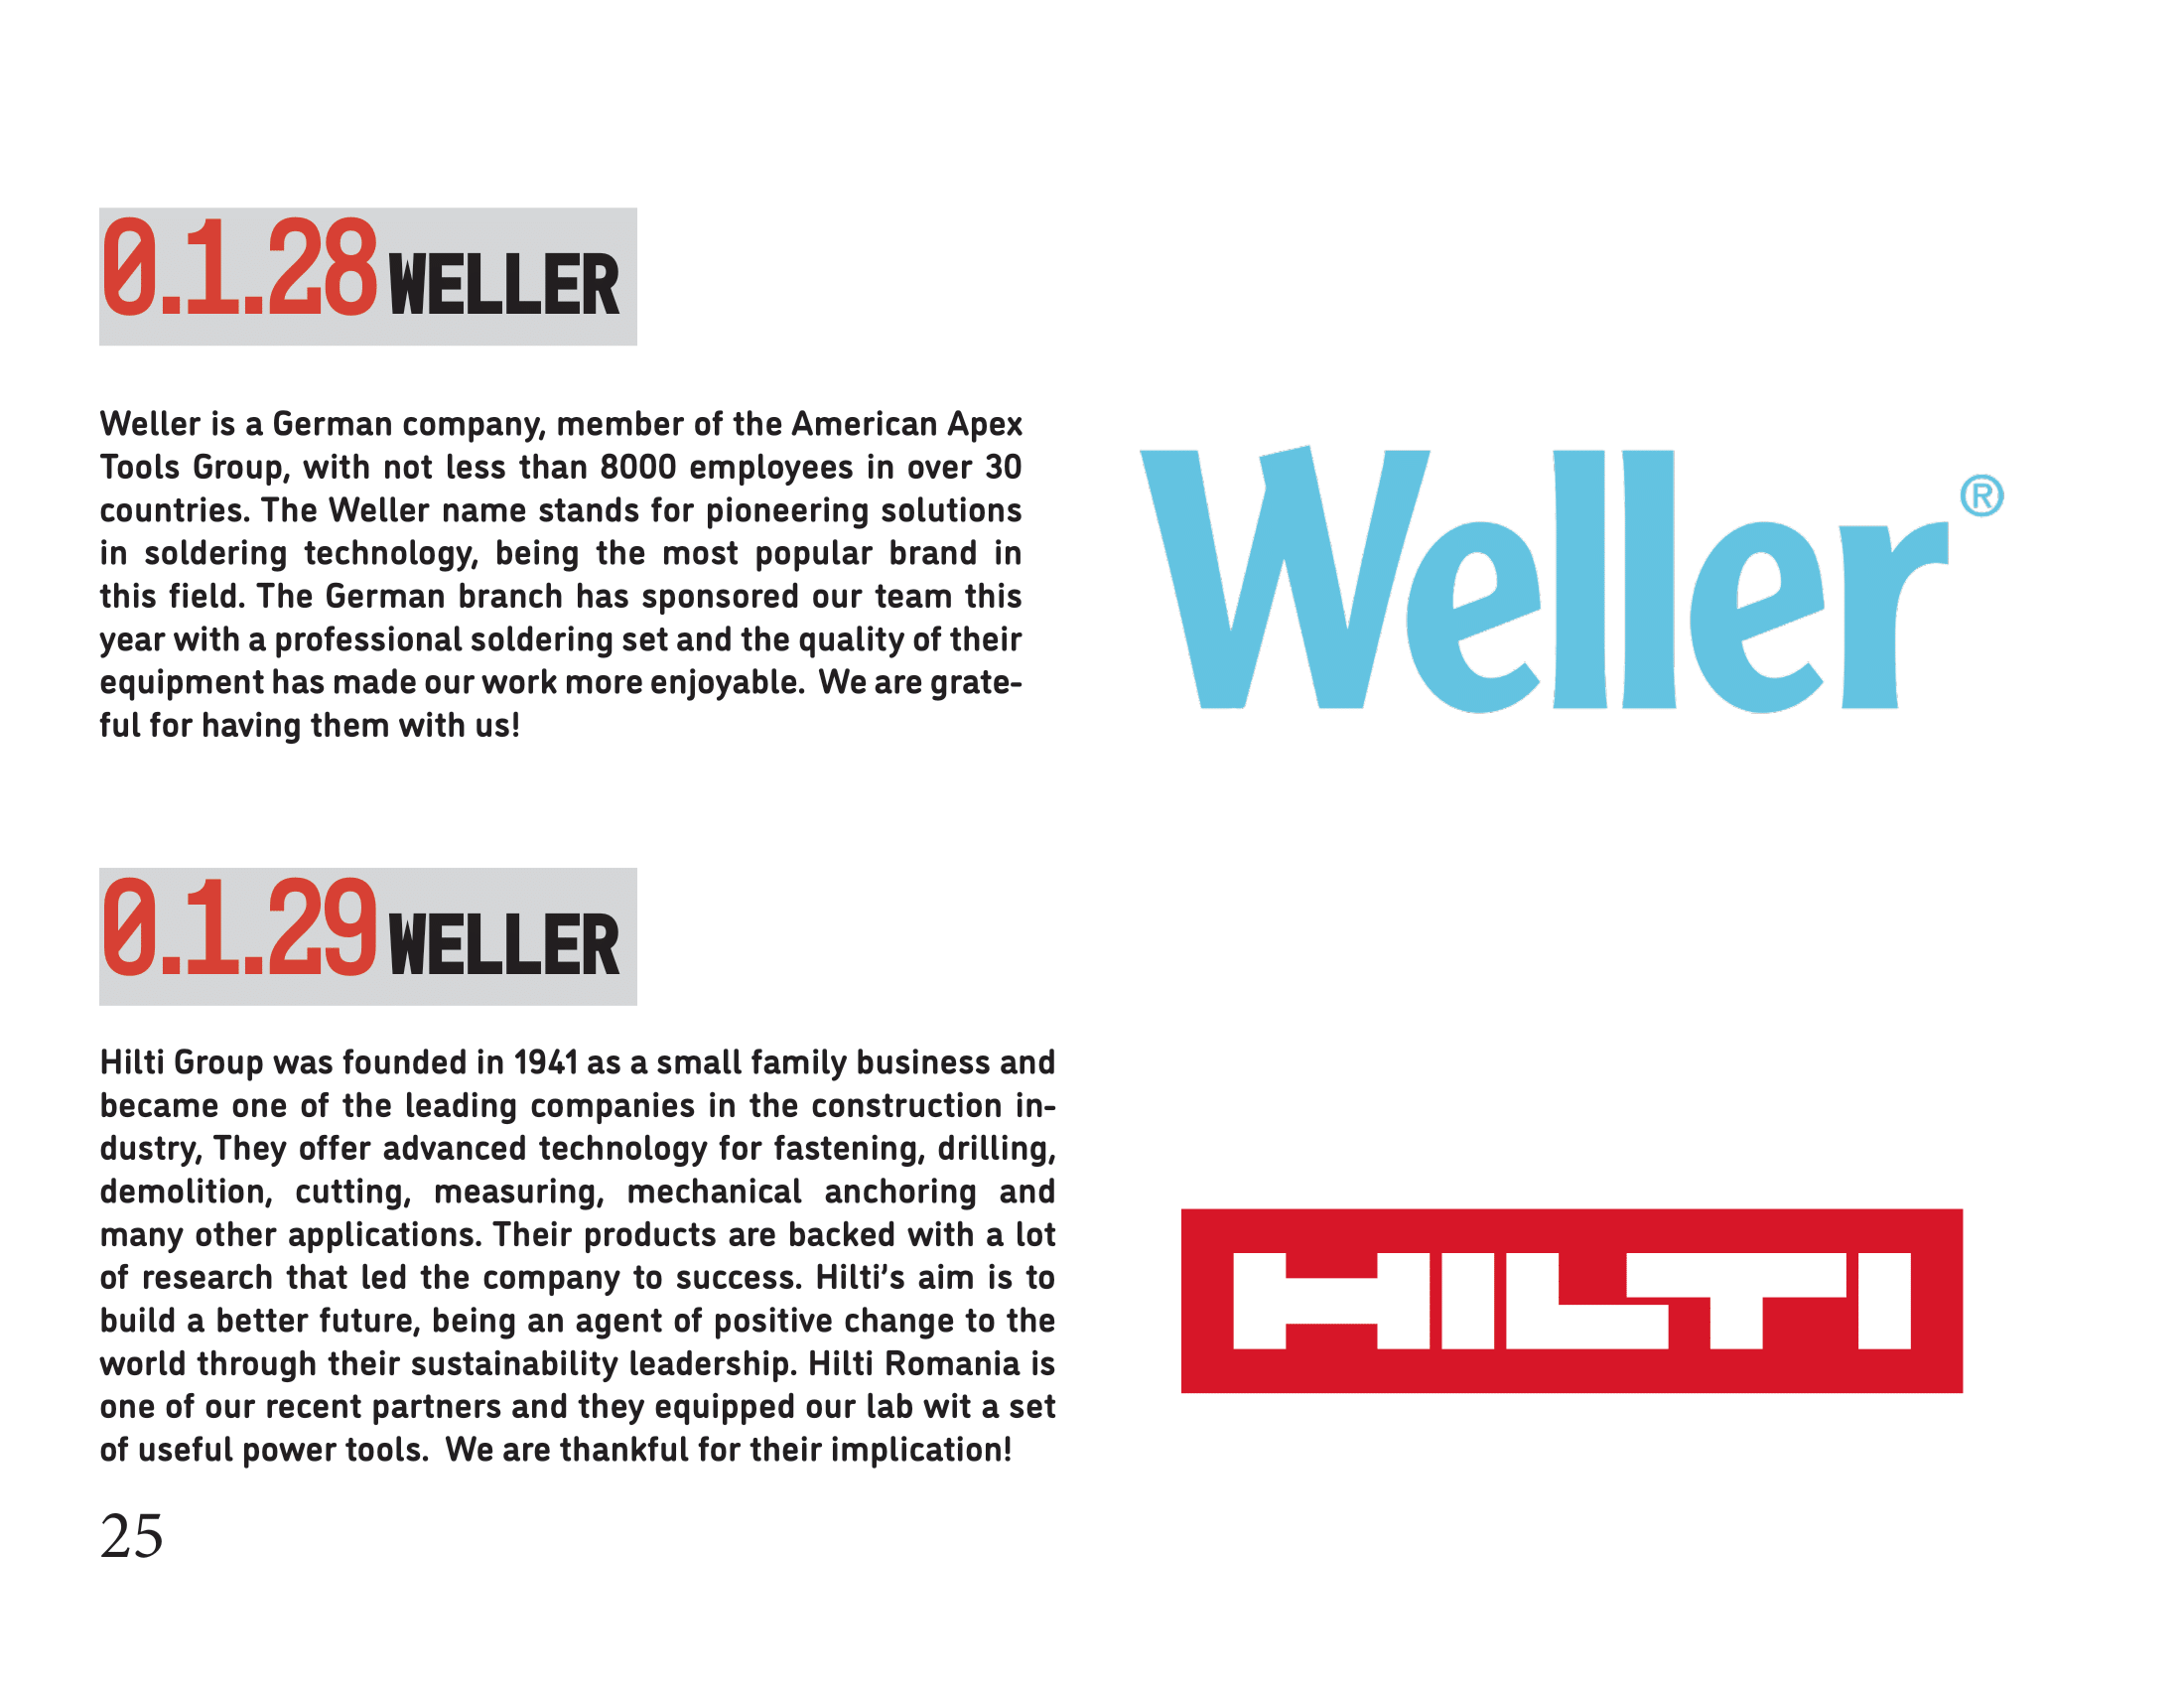 0.1.28 WELLER
Weller is a German company, member of the American Apex
Tools Group, with not less than 8000 employees in over 30
countries. The Weller name stands for pioneering solutions
in soldering technology, being the most popular brand in
this field. The German branch has sponsored our team this
year with a professional soldering set and the quality of their
equipment has made our work more enjoyable. We are grate-
ful for having them with us!
Weller®
0.1.29 WELLER
Hilti Group was founded in 1941 as a small family business and
became one of the leading companies in the construction in-
dustry, They offer advanced technology for fastening, drilling,
demolition, cutting, measuring, mechanical anchoring and
many other applications. Their products are backed with a lot
of research that led the company to success. Hilti's aim is to
build a better future, being an agent of positive change to the
world through their sustainability leadership. Hilti Romania is
one of our recent partners and they equipped our lab wit a set
of useful power tools. We are thankful for their implication!
HILTI
25